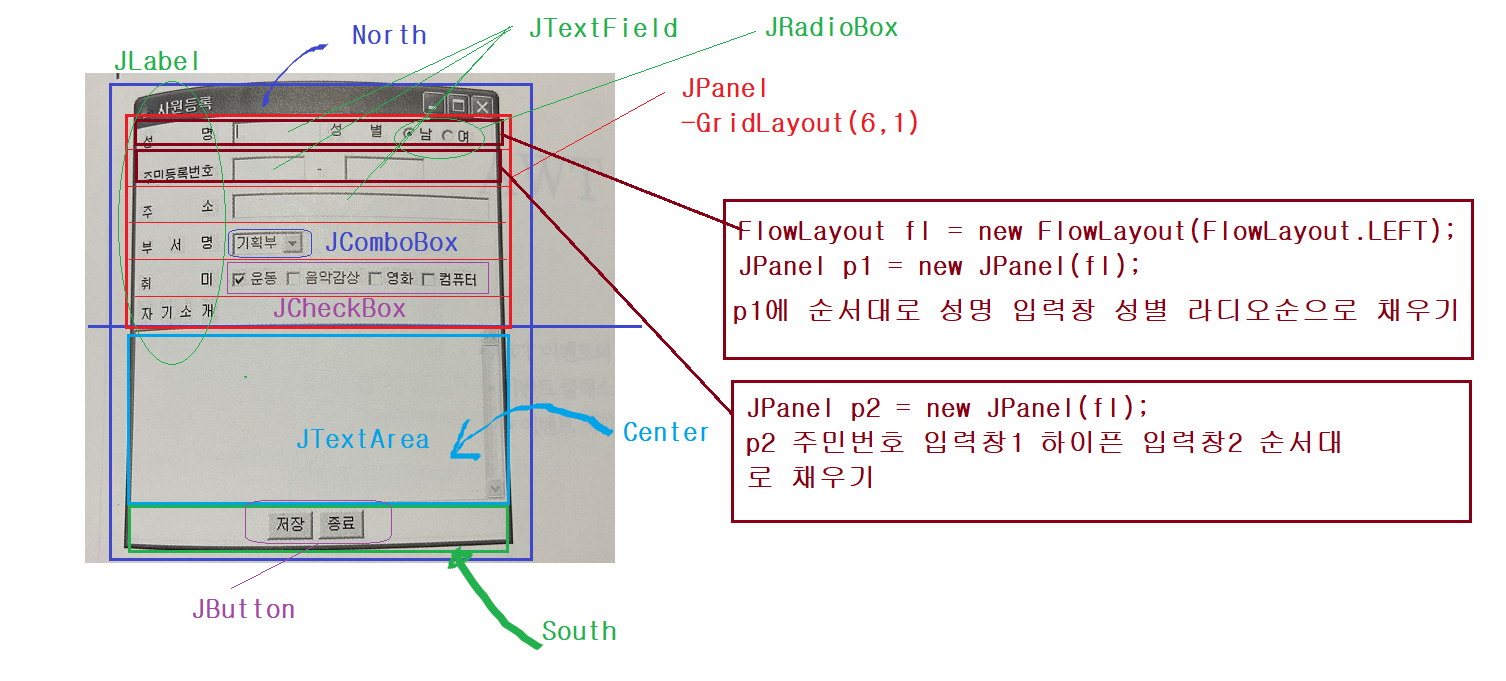 North
JTextField
JRadioBox
JLabel
JPanel
-GridLayout(6,1)
사원등록
성 명
성 별
남
여
주민등록번호
-
주 소
부 서 명
기획부
JComboBox
취 미
운동
음악감상
영화
컴퓨터
자 기 소 개
JCheckBox
FlowLayout fl = new FlowLayout(FlowLayout.LEFT);
JPanel p1 = new JPanel(fl);
p1에 순서대로 성명 입력창 성별 라디오순으로 채우기
JPanel p2 = new JPanel(fl);
p2 주민번호 입력창1 하이픈 입력창2 순서대
로 채우기
JTextArea
Center
저장
종료
JButton
South